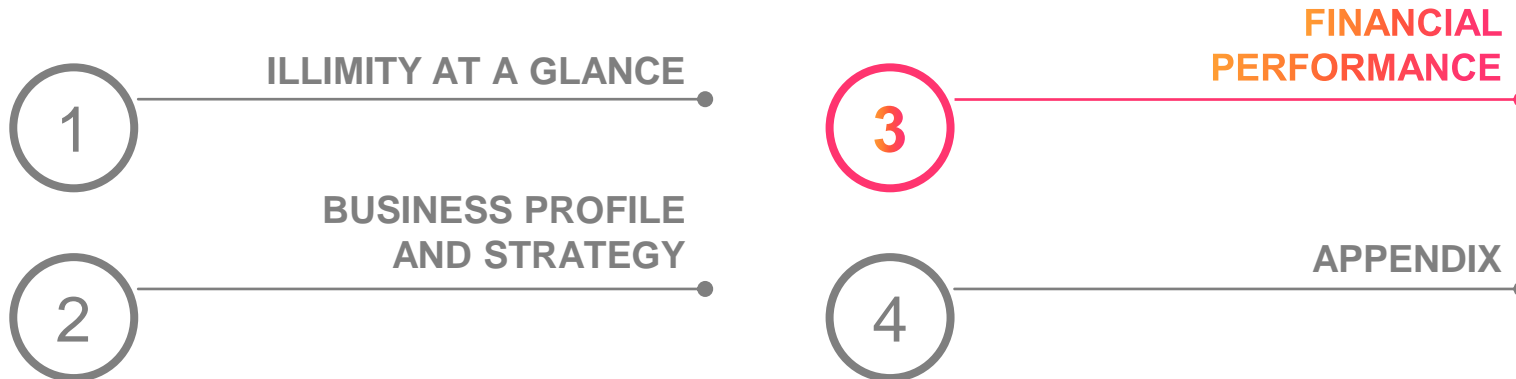 1
ILLIMITY AT A GLANCE
2
BUSINESS PROFILE
AND STRATEGY
3
FINANCIAL
PERFORMANCE
4
APPENDIX